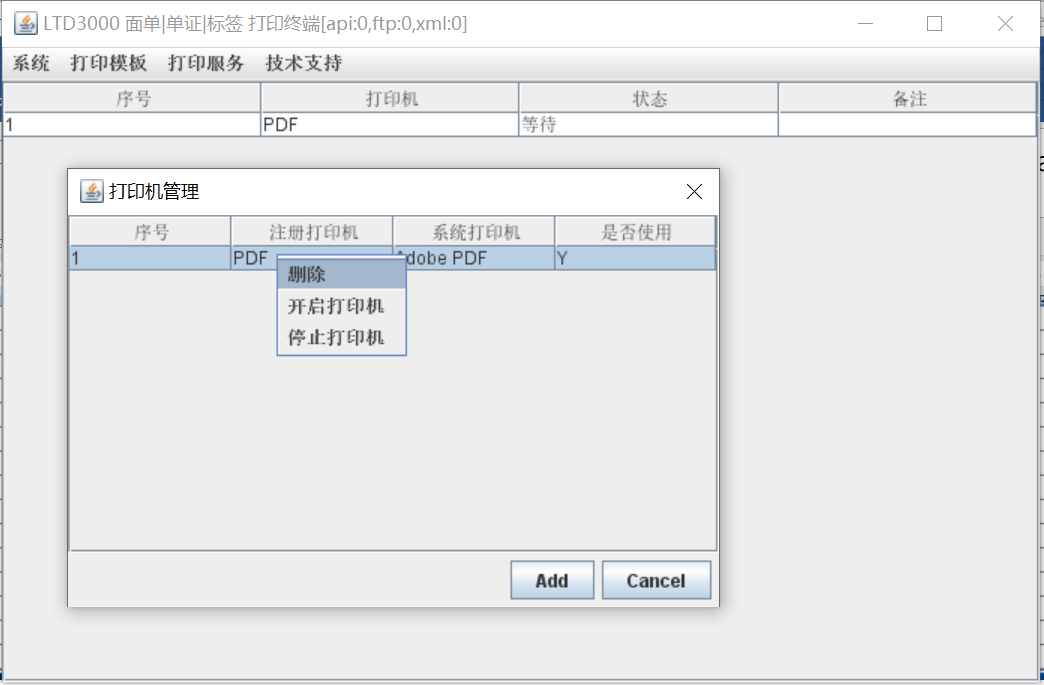 LTD3000 面单|单证|标签 打印终端[api:0,ftp:0,xml:0]
系统 打印模板 打印服务 技术支持
序号 打印机 状态 备注
1 PDF 等待
打印机管理
序号 注册打印机 系统打印机 是否使用
1 PDF Adobe PDF Y
删除
开启打印机
停止打印机
Add Cancel